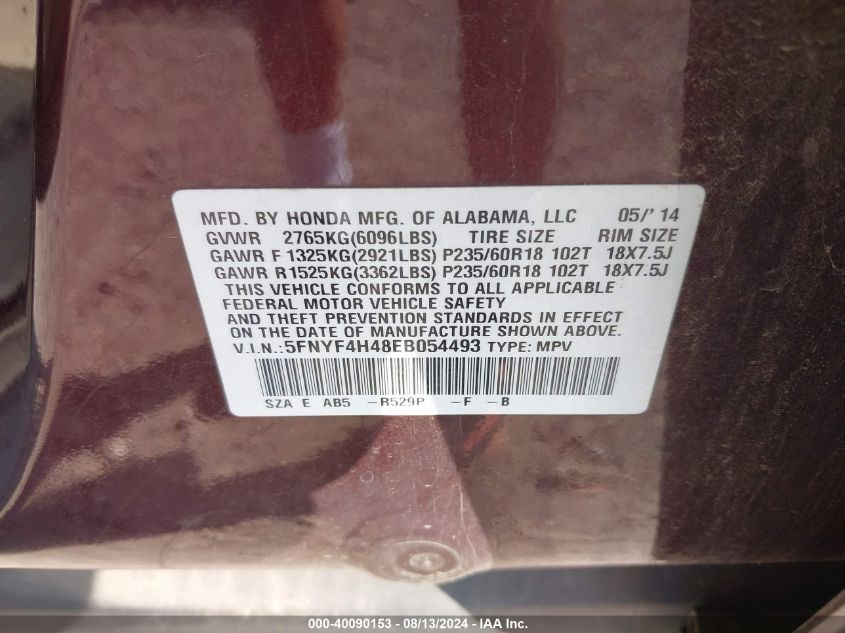 MFD. BY HONDA MFG. OF ALABAMA, LLC 05/'14
GVWR 2765KG(6096LBS) TIRE SIZE RIM SIZE
GAWR F 1325KG(2921LBS) P235/60R18 102T 18X7.5J
GAWR R1525KG(3362LBS) P235/60R18 102T 18X7.5J
THIS VEHICLE CONFORMS TO ALL APPLICABLE
FEDERAL MOTOR VEHICLE SAFETY
AND THEFT PREVENTION STANDARDS IN EFFECT
ON THE DATE OF MANUFACTURE SHOWN ABOVE.
V.I.N.:5FNYF4H48EB054493 TYPE: MPV
SZA E AB5 -R529P -F -B
000-40090153 - 08/13/2024 - IAAI.com.